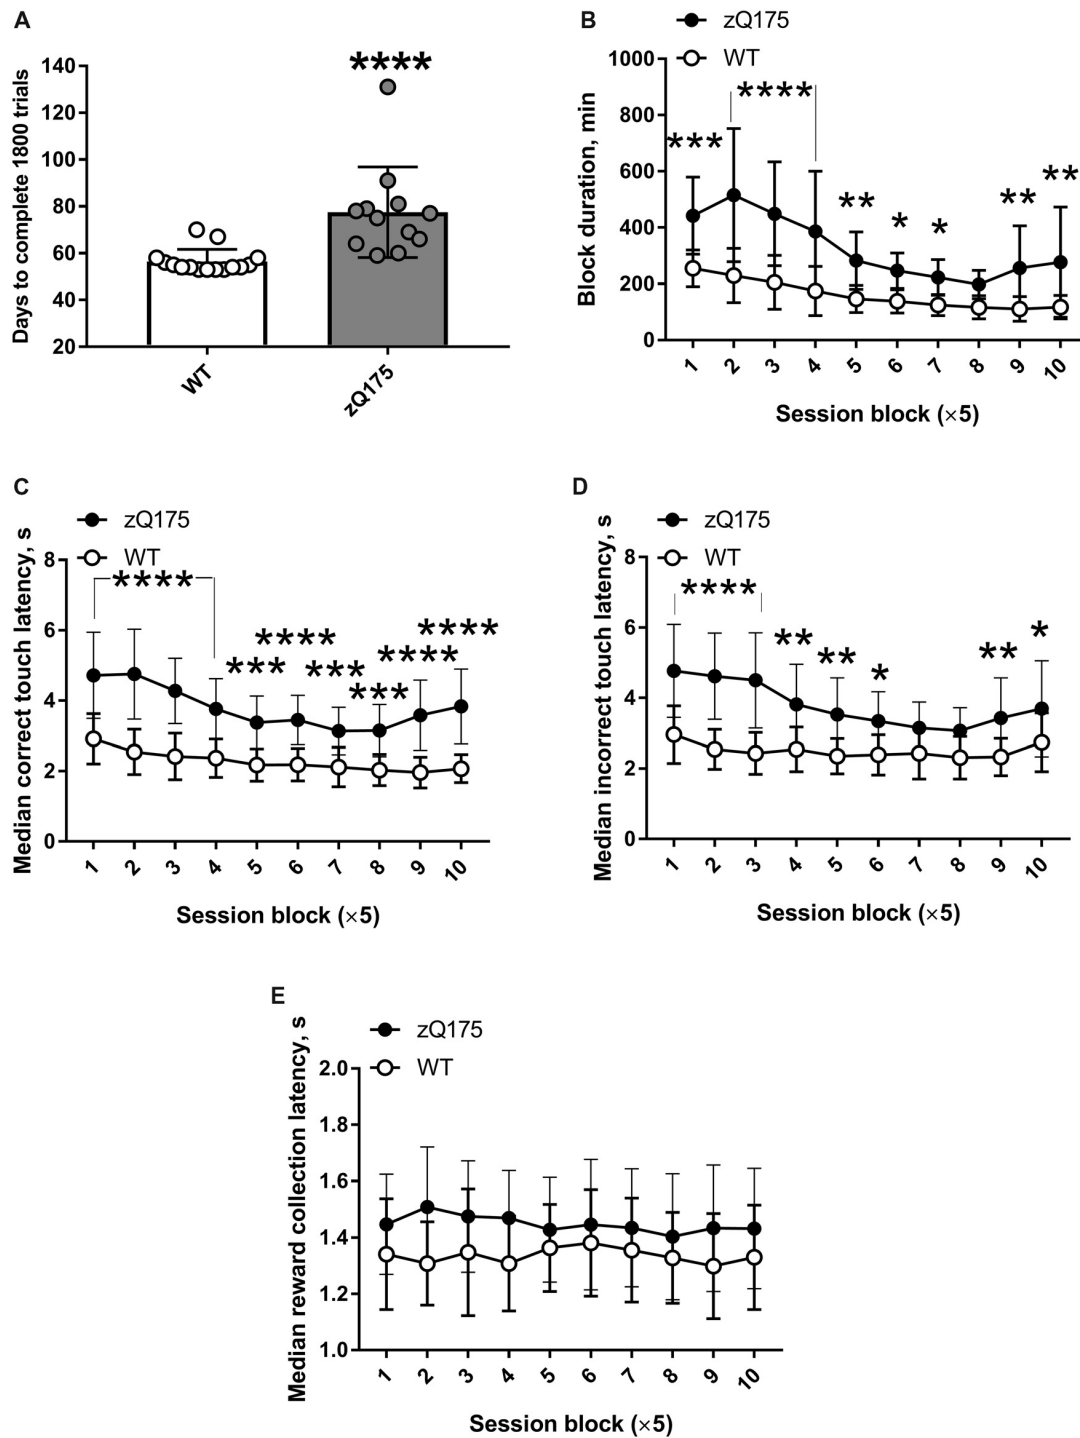 A
Days to complete 1800 trials
140
120
100
80
60
40
20
****
WT
zQ175
B
zQ175
WT
Block duration, min
1000
800
600
400
200
0
***
****
**
*
*
**
**
1 2 3 4 5 6 7 8 9 10
Session block (×5)
C
zQ175
WT
Median correct touch latency, s
8
6
4
2
0
****
***
****
***
***
****
****
1 2 3 4 5 6 7 8 9 10
Session block (×5)
D
zQ175
WT
Median incorrect touch latency, s
8
6
4
2
0
****
**
**
*
**
*
1 2 3 4 5 6 7 8 9 10
Session block (×5)
E
zQ175
WT
Median reward collection latency, s
2.0
1.8
1.6
1.4
1.2
1.0
1 2 3 4 5 6 7 8 9 10
Session block (×5)